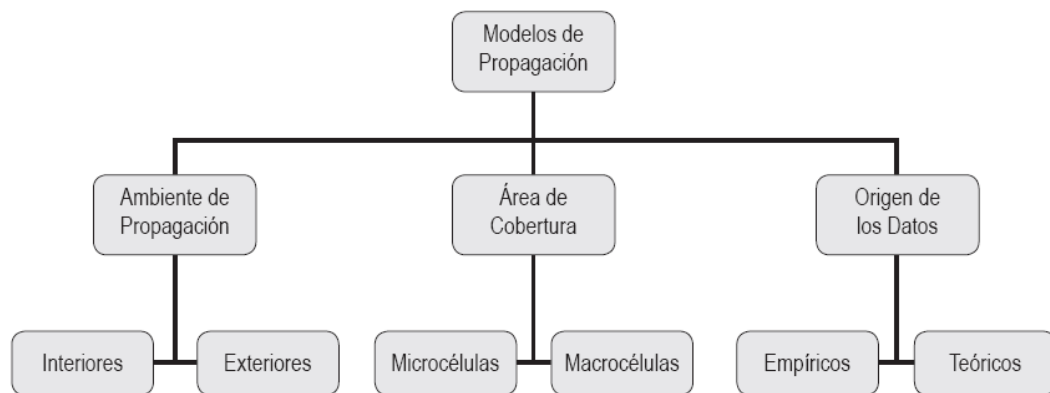 Modelos de
Propagación
Ambiente de
Propagación
Área de
Cobertura
Origen de
los Datos
Interiores
Exteriores
Microcélulas
Macrocélulas
Empíricos
Teóricos